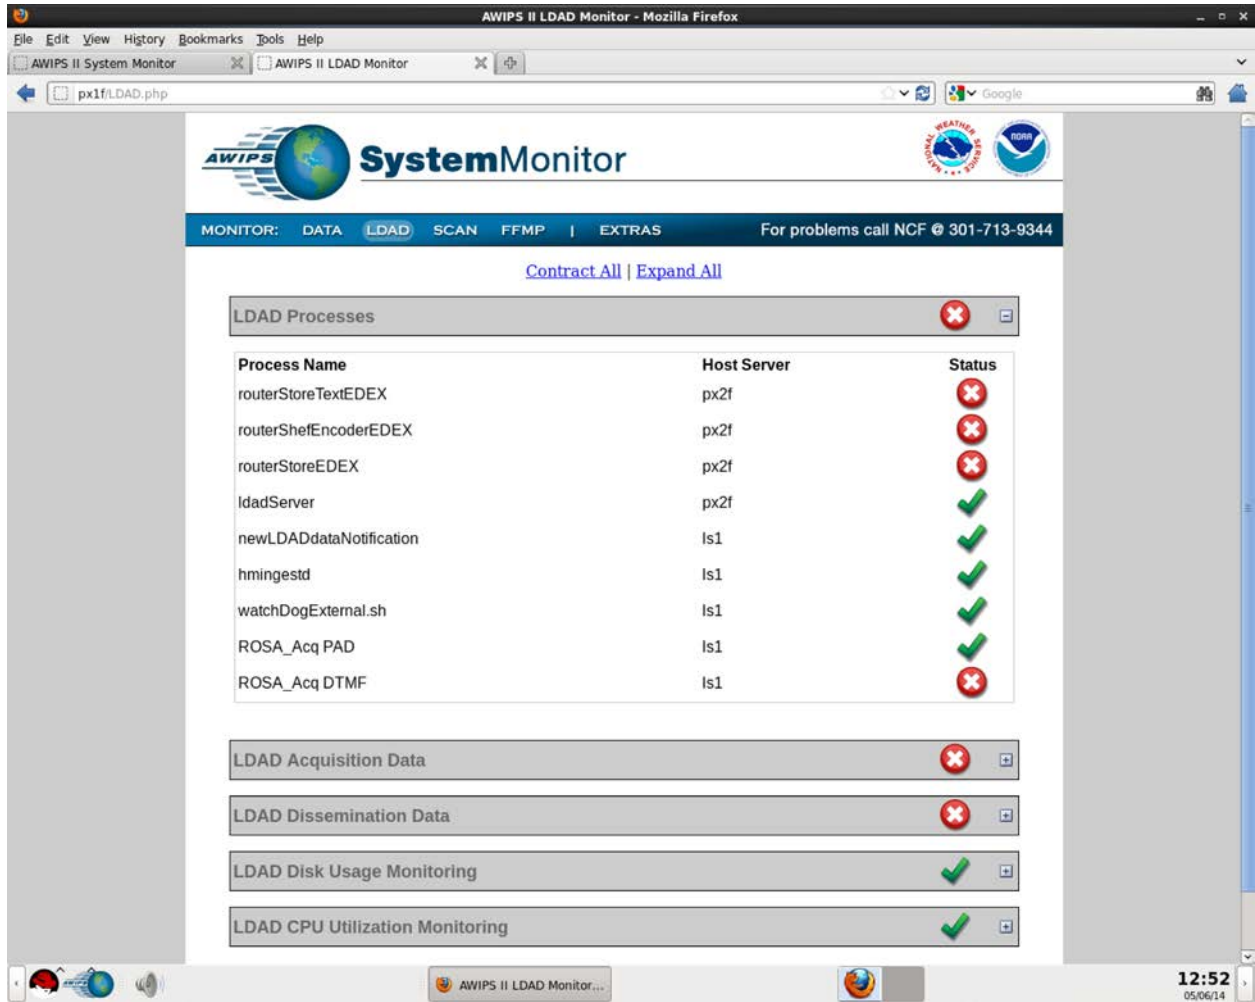 AWIPS II LDAD Monitor - Mozilla Firefox
File Edit View History Bookmarks Tools Help
AWIPS II System Monitor
AWIPS II LDAD Monitor
px1f/LDAD.php
Google
AWIPS
SystemMonitor
NATIONAL WEATHER SERVICE
NOAA
MONITOR: DATA LDAD SCAN FFMP | EXTRAS For problems call NCF @ 301-713-9344
Contract All | Expand All
LDAD Processes
Process Name Host Server Status
routerStoreTextEDEX px2f
routerShefEncoderEDEX px2f
routerStoreEDEX px2f
ldadServer px2f
newLDADdataNotification ls1
hmingestd ls1
watchDogExternal.sh ls1
ROSA_Acq PAD ls1
ROSA_Acq DTMF ls1
LDAD Acquisition Data
LDAD Dissemination Data
LDAD Disk Usage Monitoring
LDAD CPU Utilization Monitoring
AWIPS II LDAD Monitor...
12:52
05/06/14